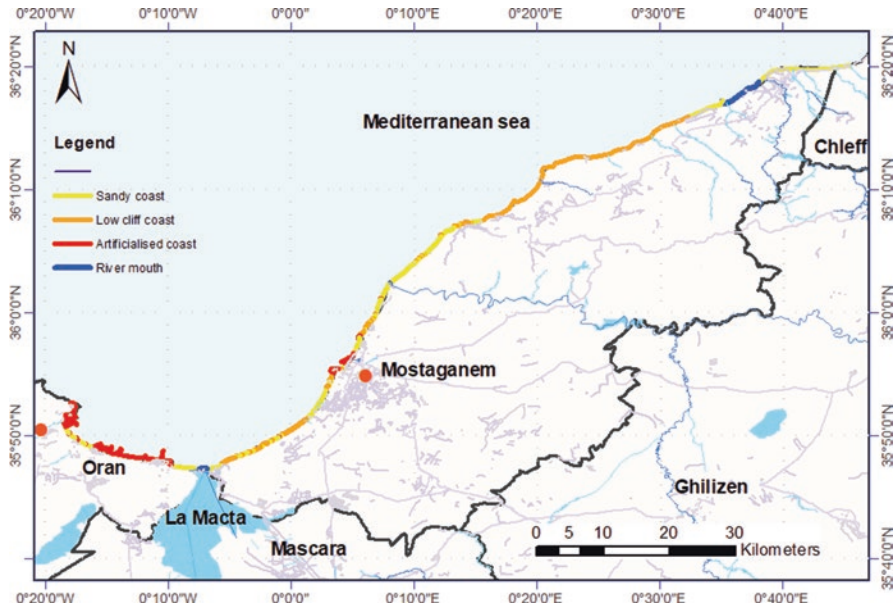 0°20'0"W 0°10'0"W 0°0'0" 0°10'0"E 0°20'0"E 0°30'0"E 0°40'0"E
36°20'0"N 36°20'0"N
N
Mediterranean sea
Legend
Chleff
Sandy coast
36°10'0"N 36°10'0"N
Low cliff coast
Artificialised coast
River mouth
36°0'0"N 36°0'0"N
Mostaganem
35°50'0"N 35°50'0"N
Oran
Ghilizen
La Macta
0 5 10 20 30
Mascara
Kilometers
35°40'0"N 35°40'0"N
0°20'0"W 0°10'0"W 0°0'0" 0°10'0"E 0°20'0"E 0°30'0"E 0°40'0"E